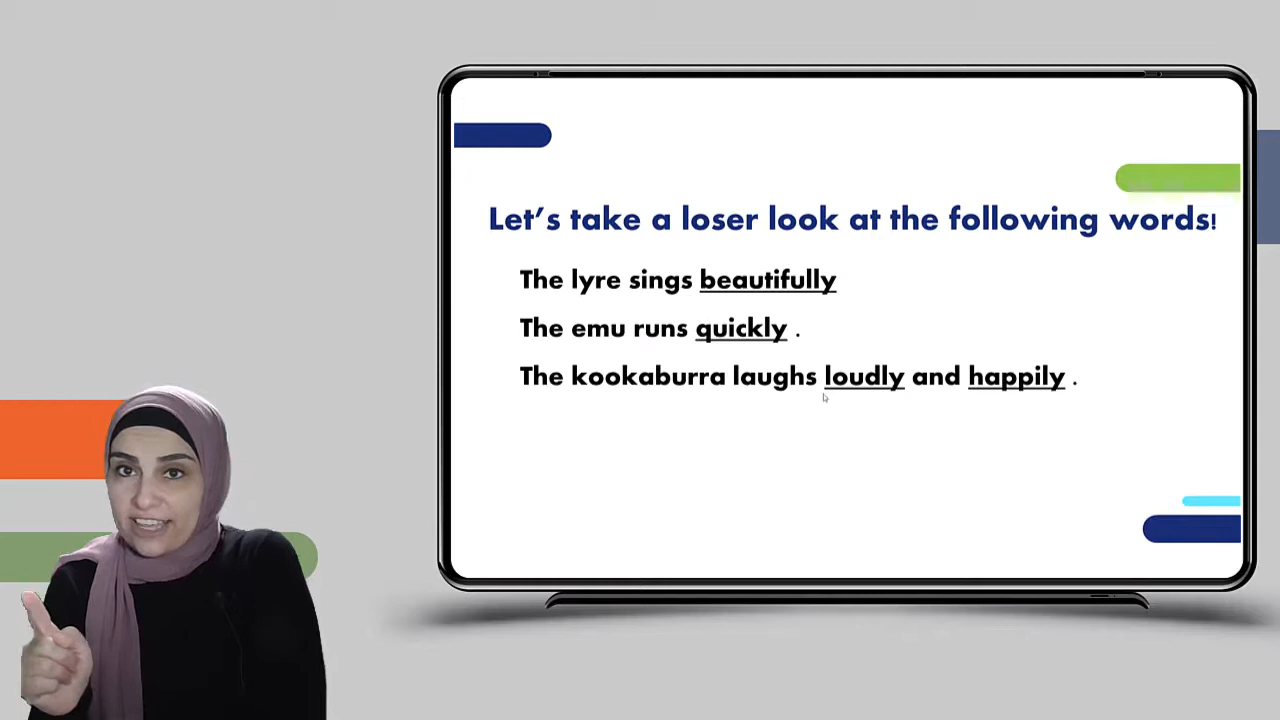 Let's take a loser look at the following words!
The lyre sings beautifully
The emu runs quickly .
The kookaburra laughs loudly and happily .